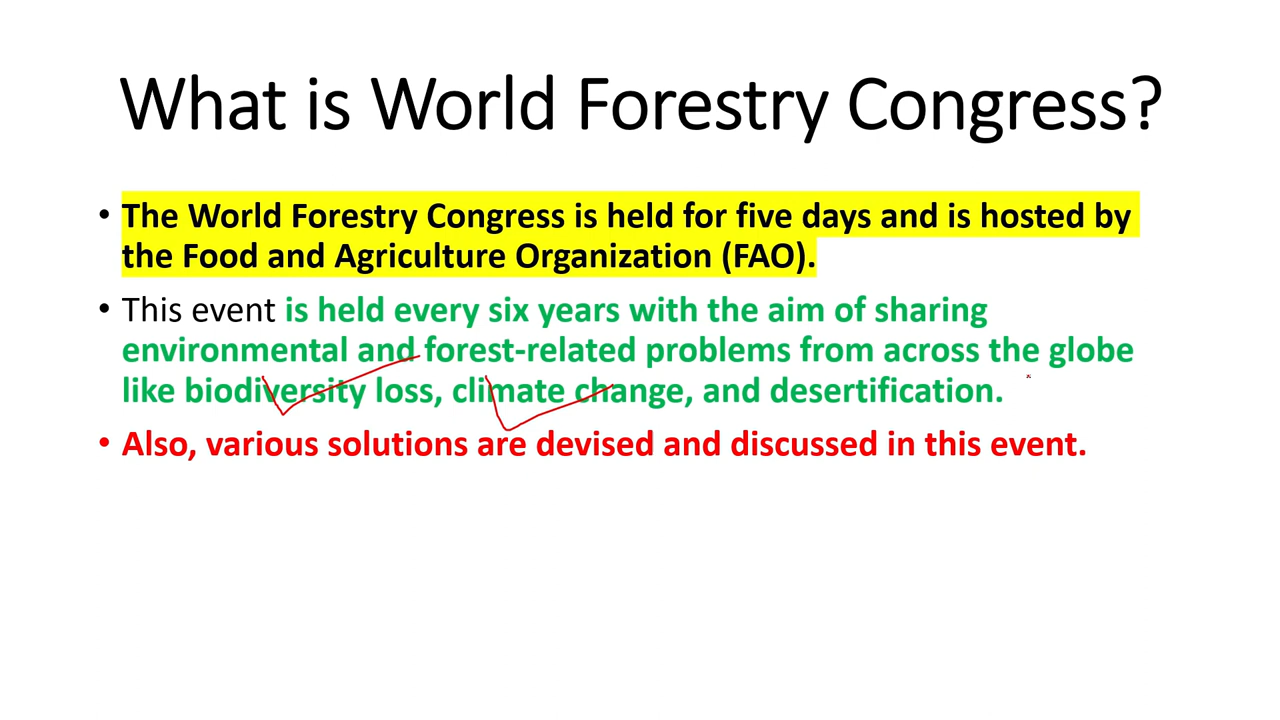 What is World Forestry Congress?
• The World Forestry Congress is held for five days and is hosted by
the Food and Agriculture Organization (FAO).
• This event is held every six years with the aim of sharing
environmental and forest-related problems from across the globe
like biodiversity loss, climate change, and desertification.
• Also, various solutions are devised and discussed in this event.